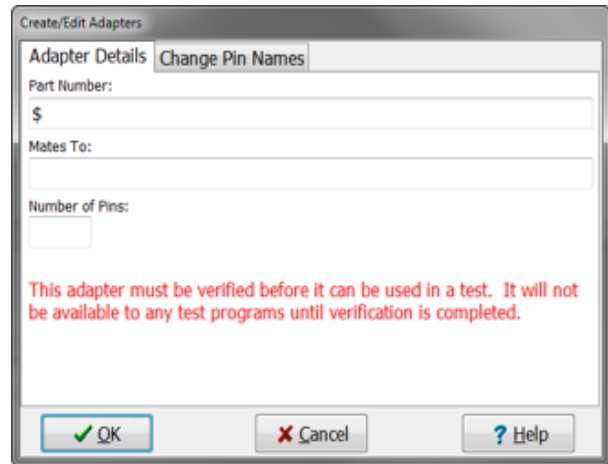 Create/Edit Adapters
Adapter Details Change Pin Names
Part Number:
$
Mates To:
Number of Pins:
This adapter must be verified before it can be used in a test. It will not
be available to any test programs until verification is completed.
OK Cancel Help